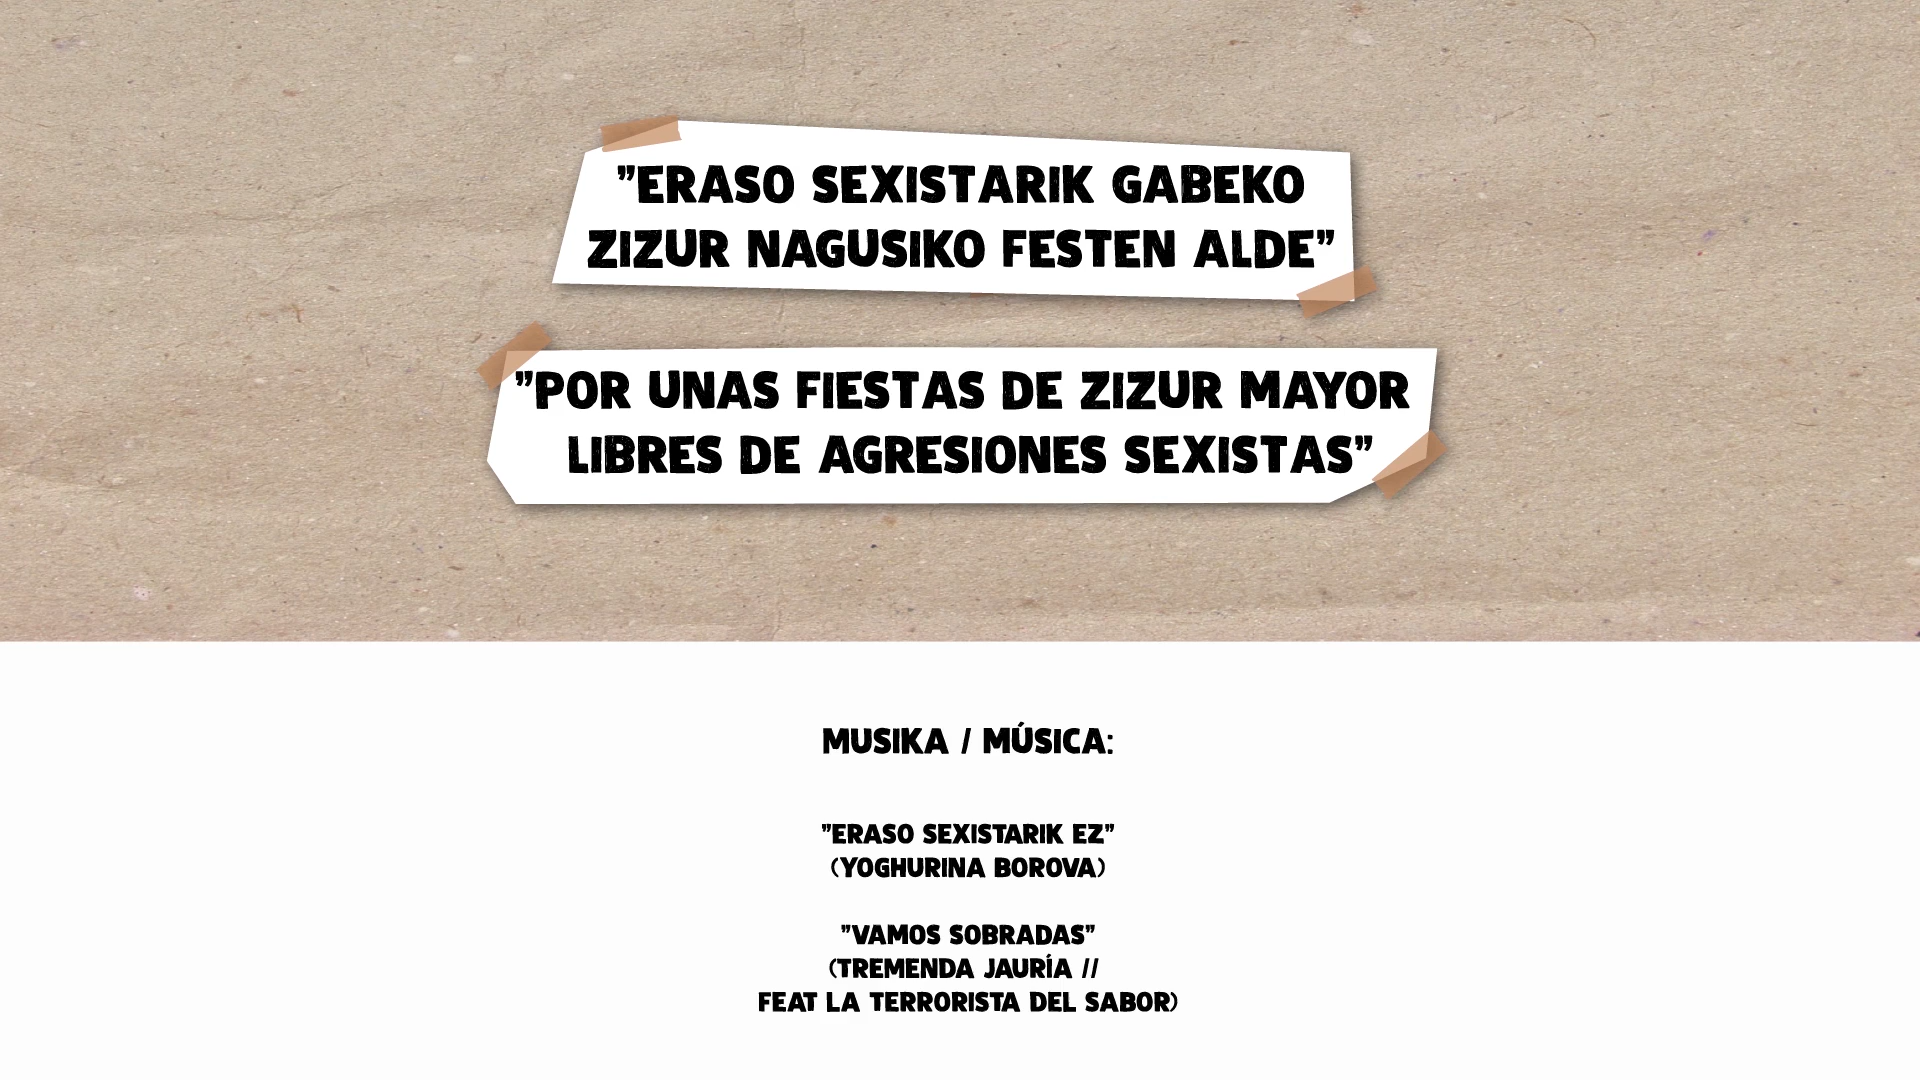 ”ERASO SEXISTARIK GABEKO
ZIZUR NAGUSIKO FESTEN ALDE”
”POR UNAS FIESTAS DE ZIZUR MAYOR
LIBRES DE AGRESIONES SEXISTAS”
MUSIKA / MÚSICA:
”ERASO SEXISTARIK EZ”
(YOGHURINA BOROVA)
”VAMOS SOBRADAS”
(TREMENDA JAURÍA //
FEAT LA TERRORISTA DEL SABOR)